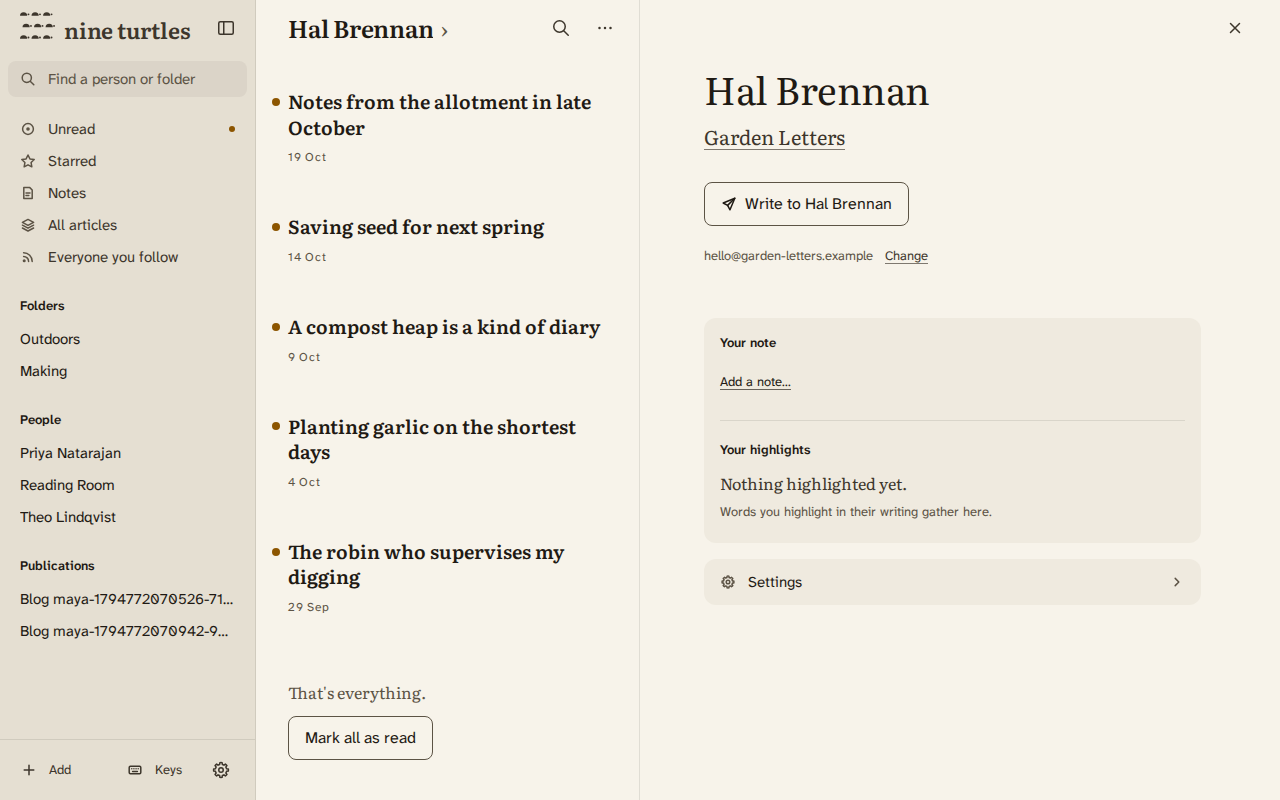 nine turtles
Find a person or folder
Unread
Starred
Notes
All articles
Everyone you follow
Folders
Outdoors
Making
People
Priya Natarajan
Reading Room
Theo Lindqvist
Publications
Blog maya-1794772070526-71...
Blog maya-1794772070942-9...
Add
Keys
Hal Brennan ›
Notes from the allotment in late
October
19 Oct
Saving seed for next spring
14 Oct
A compost heap is a kind of diary
9 Oct
Planting garlic on the shortest
days
4 Oct
The robin who supervises my
digging
29 Sep
That's everything.
Mark all as read
Hal Brennan
Garden Letters
Write to Hal Brennan
hello@garden-letters.example Change
Your note
Add a note...
Your highlights
Nothing highlighted yet.
Words you highlight in their writing gather here.
Settings